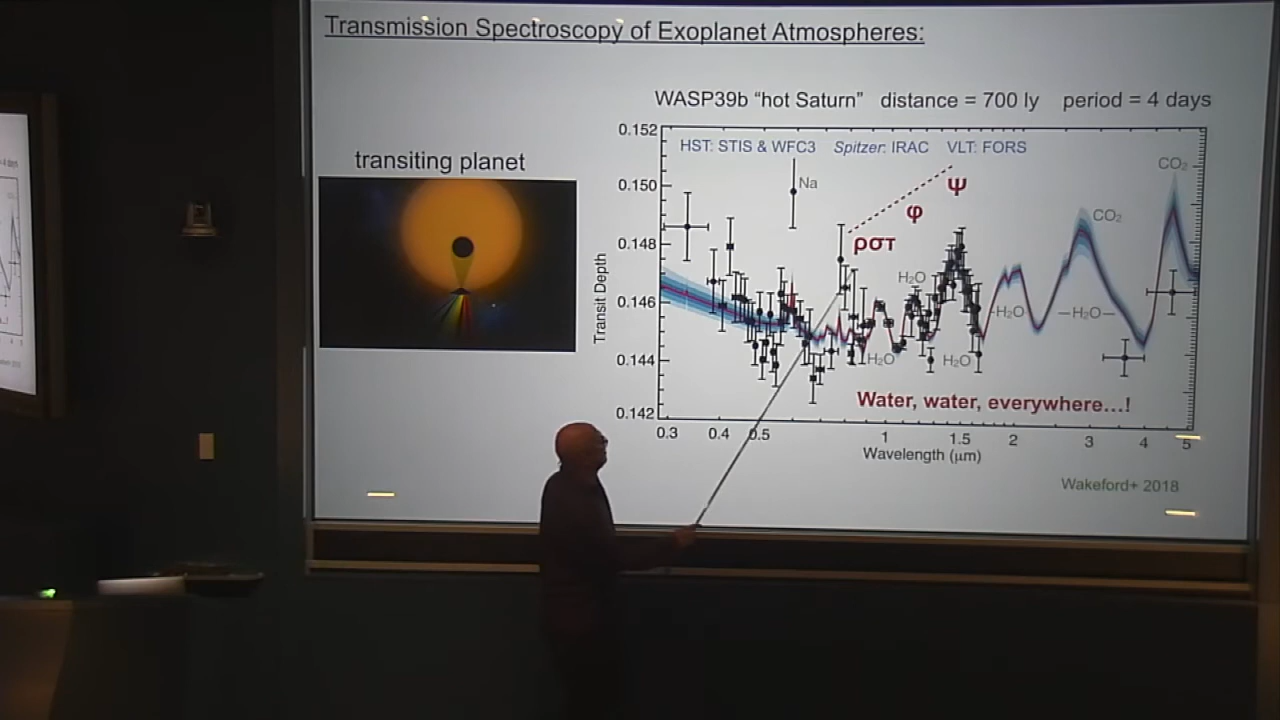 Transmission Spectroscopy of Exoplanet Atmospheres:
WASP39b "hot Saturn" distance = 700 ly period = 4 days
transiting planet
HST: STIS & WFC3 Spitzer: IRAC VLT: FORS
Na
ψ
φ
ρστ
CO₂
CO₂
H₂O
H₂O
H₂O
H₂O
H₂O
Water, water, everywhere...!
Transit Depth
0.152
0.150
0.148
0.146
0.144
0.142
0.3 0.4 0.5 1 1.5 2 3 4 5
Wavelength (μm)
Wakeford+ 2018